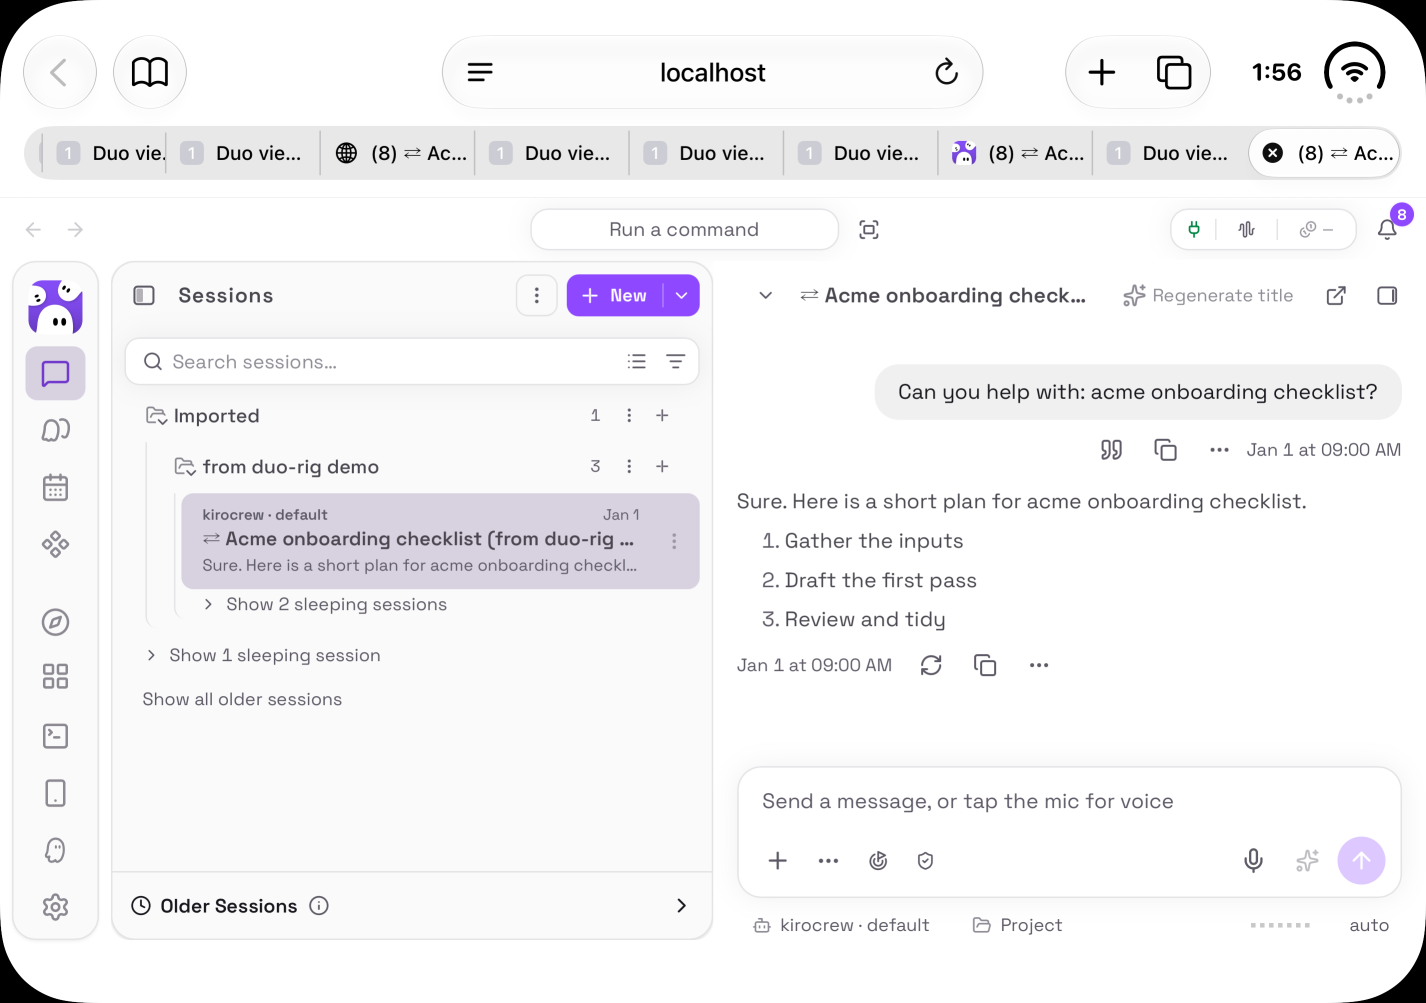 localhost
1:56
1 Duo vie.
1 Duo vie...
(8) ⇄ Ac...
1 Duo vie...
1 Duo vie...
1 Duo vie...
(8) ⇄ Ac...
1 Duo vie...
(8) ⇄ Ac...
Run a command
8
Sessions
New
Search sessions...
Imported 1
from duo-rig demo 3
kirocrew · default Jan 1
⇄ Acme onboarding checklist (from duo-rig ...
Sure. Here is a short plan for acme onboarding checkl...
Show 2 sleeping sessions
Show 1 sleeping session
Show all older sessions
Older Sessions
⇄ Acme onboarding check...
Regenerate title
Can you help with: acme onboarding checklist?
Jan 1 at 09:00 AM
Sure. Here is a short plan for acme onboarding checklist.
1. Gather the inputs
2. Draft the first pass
3. Review and tidy
Jan 1 at 09:00 AM
Send a message, or tap the mic for voice
kirocrew · default
Project
auto